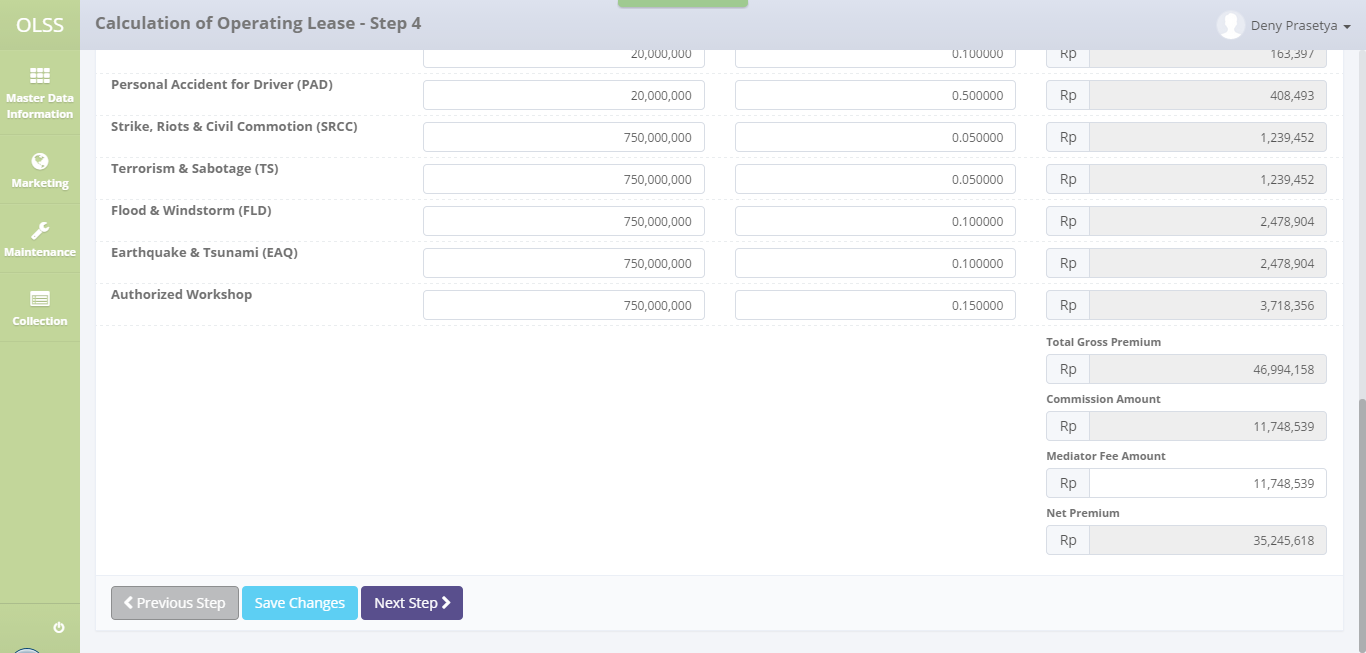 OLSS
Calculation of Operating Lease - Step 4
Deny Prasetya
Master Data
Information
Marketing
Maintenance
Collection
20,000,000 0.100000 Rp 163,397
Personal Accident for Driver (PAD) 20,000,000 0.500000 Rp 408,493
Strike, Riots & Civil Commotion (SRCC) 750,000,000 0.050000 Rp 1,239,452
Terrorism & Sabotage (TS) 750,000,000 0.050000 Rp 1,239,452
Flood & Windstorm (FLD) 750,000,000 0.100000 Rp 2,478,904
Earthquake & Tsunami (EAQ) 750,000,000 0.100000 Rp 2,478,904
Authorized Workshop 750,000,000 0.150000 Rp 3,718,356
Total Gross Premium
Rp 46,994,158
Commission Amount
Rp 11,748,539
Mediator Fee Amount
Rp 11,748,539
Net Premium
Rp 35,245,618
Previous Step Save Changes Next Step